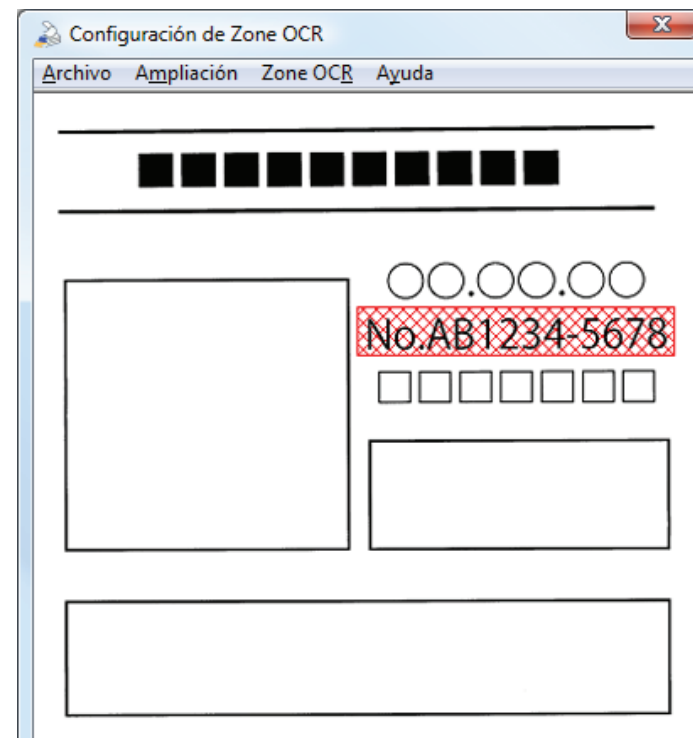 Configuración de Zone OCR
Archivo Ampliación Zone OCR Ayuda
No.AB1234-5678